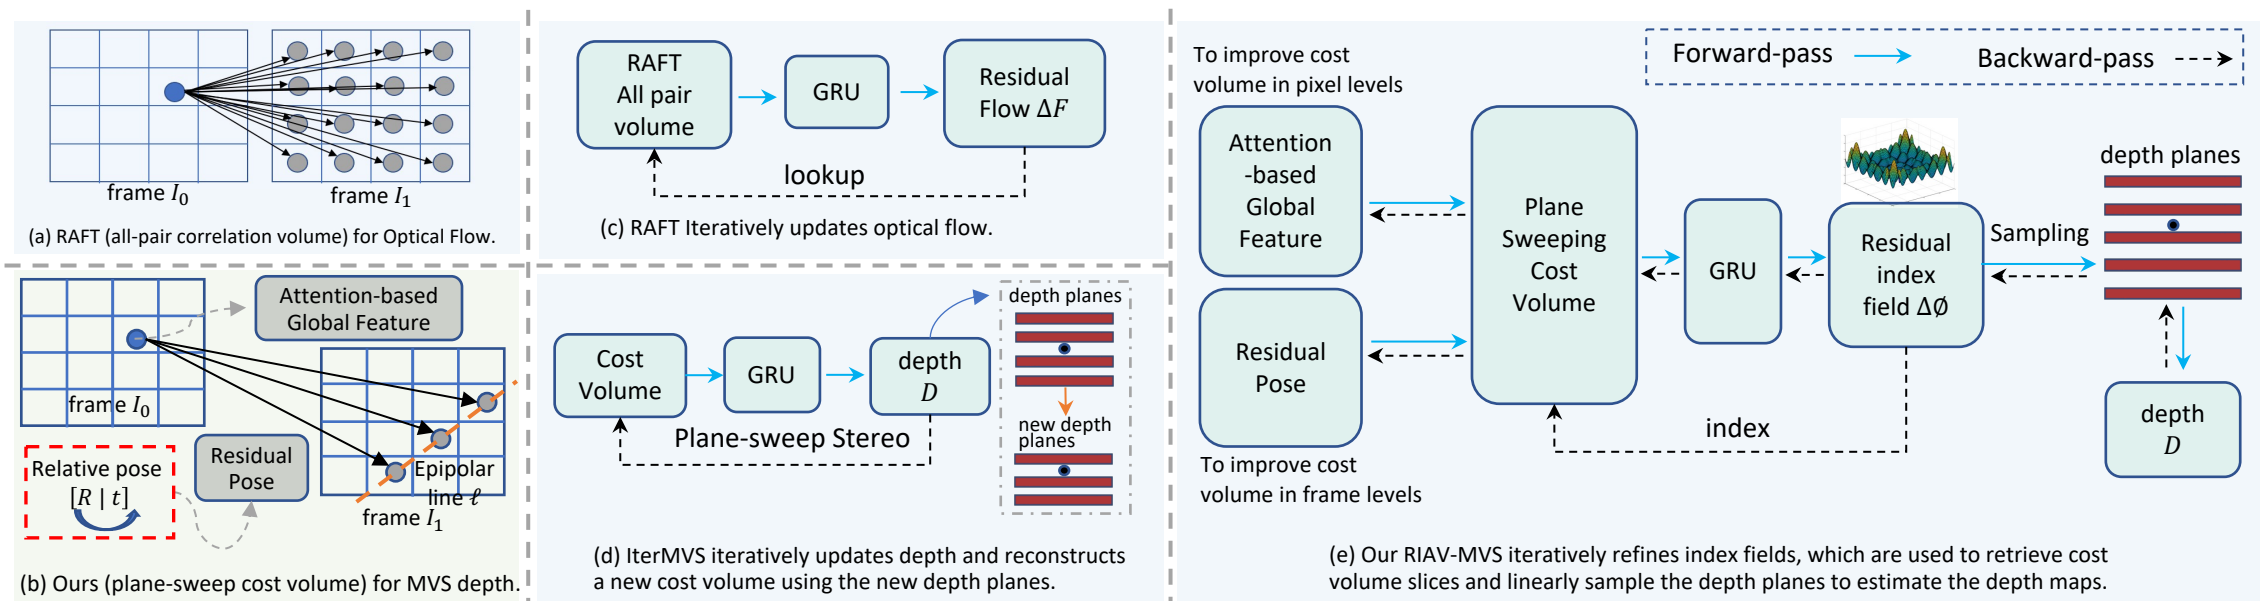 frame I₀
frame I₁
(a) RAFT (all-pair correlation volume) for Optical Flow.
Attention-based
Global Feature
frame I₀
Relative pose
[R | t]
Residual
Pose
Epipolar
line ℓ
frame I₁
(b) Ours (plane-sweep cost volume) for MVS depth.
RAFT
All pair
volume
GRU
Residual
Flow ΔF
lookup
(c) RAFT Iteratively updates optical flow.
Cost
Volume
GRU
depth
D
Plane-sweep Stereo
depth planes
new depth
planes
(d) IterMVS iteratively updates depth and reconstructs
a new cost volume using the new depth planes.
To improve cost
volume in pixel levels
Attention
-based
Global
Feature
Residual
Pose
To improve cost
volume in frame levels
Plane
Sweeping
Cost
Volume
GRU
Residual
index
field ΔØ
index
Forward-pass
Backward-pass
Sampling
depth planes
depth
D
(e) Our RIAV-MVS iteratively refines index fields, which are used to retrieve cost
volume slices and linearly sample the depth planes to estimate the depth maps.